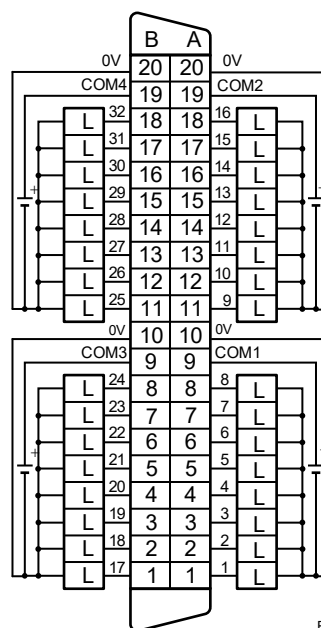 B A
0V 20 20 0V
COM4 19 19 COM2
L 32 18 18 16 L
L 31 17 17 15 L
L 30 16 16 14 L
+ L 29 15 15 13 L +
L 28 14 14 12 L
L 27 13 13 11 L
L 26 12 12 10 L
L 25 11 11 9 L
0V 10 10 0V
COM3 9 9 COM1
L 24 8 8 8 L
L 23 7 7 7 L
L 22 6 6 6 L
+ L 21 5 5 5 L +
L 20 4 4 4 L
L 19 3 3 3 L
L 18 2 2 2 L
L 17 1 1 1 L